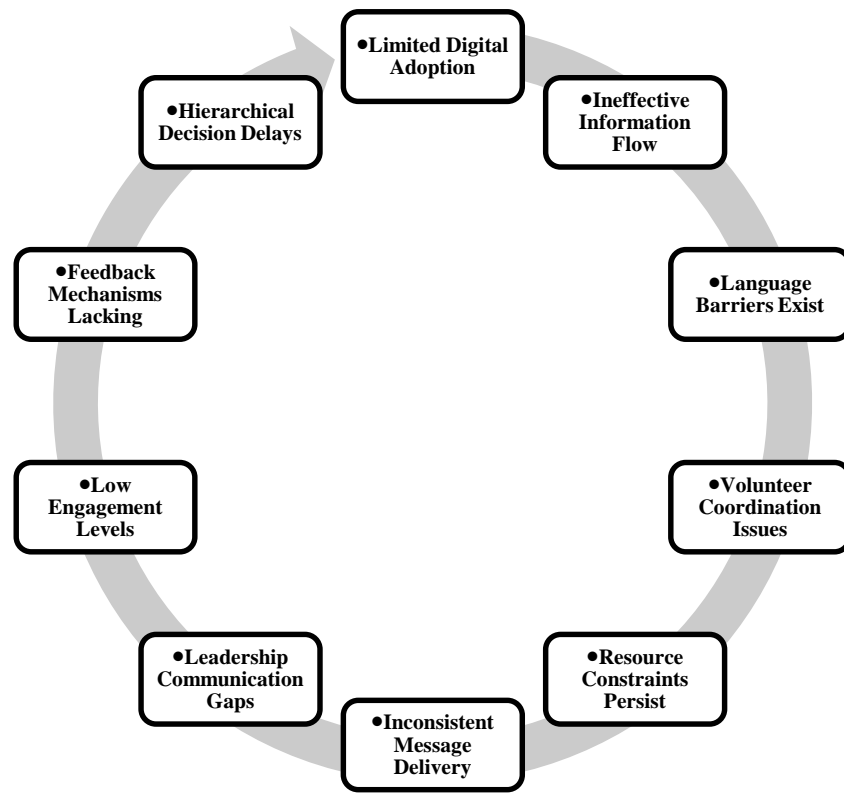 ●Limited Digital
Adoption
●Ineffective
Information
Flow
●Language
Barriers Exist
●Volunteer
Coordination
Issues
●Resource
Constraints
Persist
●Inconsistent
Message
Delivery
●Leadership
Communication
Gaps
●Low
Engagement
Levels
●Feedback
Mechanisms
Lacking
●Hierarchical
Decision Delays